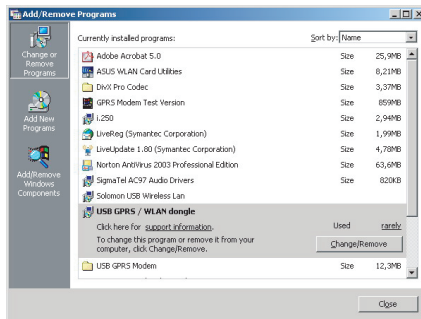 Add/Remove Programs
Change or Remove Programs
Add New Programs
Add/Remove Windows Components
Currently installed programs:
Sort by: Name
Adobe Acrobat 5.0 Size 25,9MB
ASUS WLAN Card Utilities Size 8,21MB
DivX Pro Codec Size 3,37MB
GPRS Modem Test Version Size 859MB
i.250 Size 2,94MB
LiveReg (Symantec Corporation) Size 1,99MB
LiveUpdate 1.80 (Symantec Corporation) Size 4,78MB
Norton AntiVirus 2003 Professional Edition Size 63,6MB
SigmaTel AC97 Audio Drivers Size 820KB
Solomon USB Wireless Lan
USB GPRS / WLAN dongle
Click here for support information. Used rarely
To change this program or remove it from your
computer, click Change/Remove. Change/Remove
USB GPRS Modem Size 12,3MB
Close